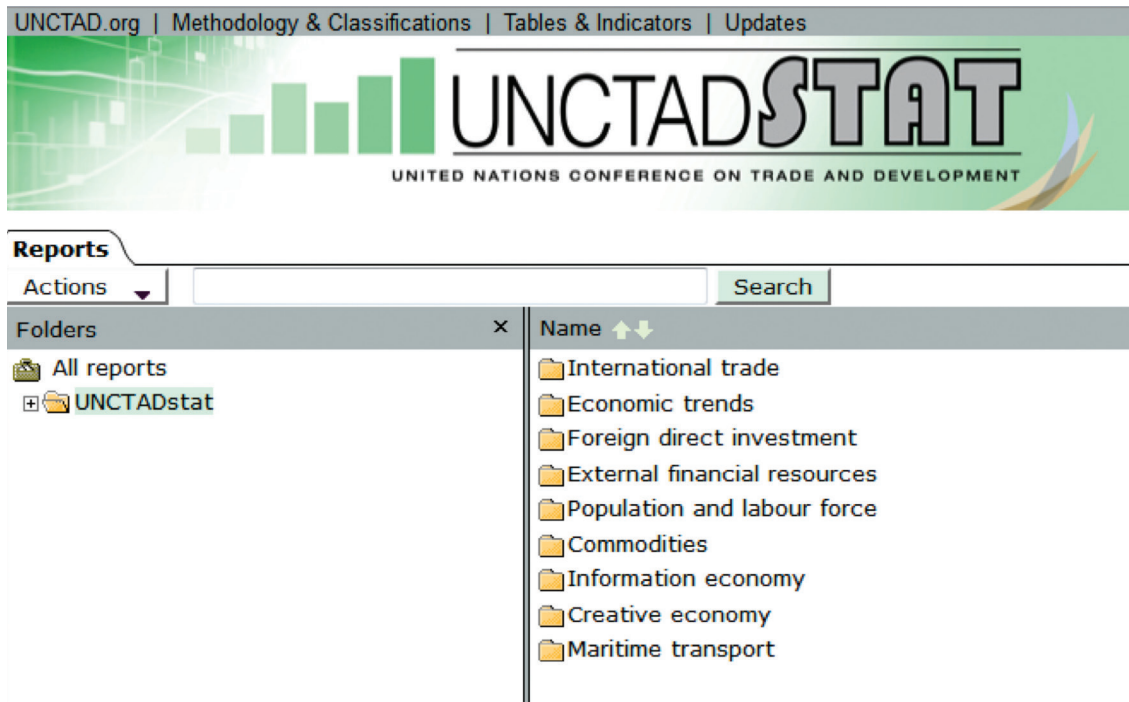 UNCTAD.org | Methodology & Classifications | Tables & Indicators | Updates
UNCTADSTAT
UNITED NATIONS CONFERENCE ON TRADE AND DEVELOPMENT
Reports
Actions Search
Folders × Name
All reports
UNCTADstat
International trade
Economic trends
Foreign direct investment
External financial resources
Population and labour force
Commodities
Information economy
Creative economy
Maritime transport